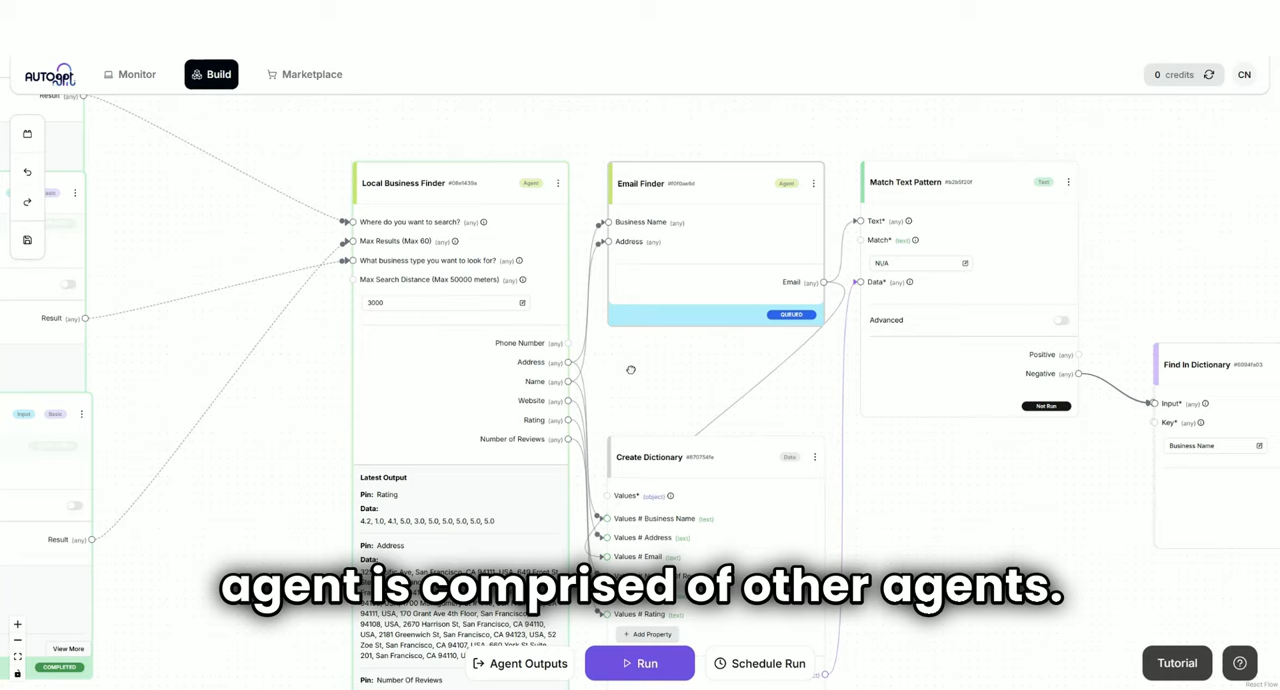 AUTOgpt
Monitor
Build
Marketplace
0 credits
CN
Result (any)
Local Business Finder #08e1439a
Agent
Where do you want to search? (any)
Max Results (Max 60) (any)
What business type you want to look for? (any)
Max Search Distance (Max 50000 meters) (any)
3000
Phone Number (any)
Address (any)
Name (any)
Website (any)
Rating (any)
Number of Reviews (any)
Latest Output
Pin: Rating
Data:
4.2, 1.0, 4.1, 5.0, 3.0, 5.0, 5.0, 5.0, 5.0, 5.0
Pin: Address
Data:
Pin: Number Of Reviews
Email Finder
Agent
Business Name (any)
Address (any)
Email (any)
QUEUED
Match Text Pattern #b2b5f20f
Text
Text* (any)
Match* (text)
N/A
Data* (any)
Advanced
Positive (any)
Negative (any)
Not Run
Find In Dictionary #6094fa03
Input* (any)
Key* (any)
Business Name
Create Dictionary #670754fe
Data
Values* (object)
Values # Business Name (text)
Values # Address (text)
Values # Email (text)
Values # Rating (text)
+ Add Property
Result (any)
Input
Basic
Result (any)
View More
COMPLETED
agent is comprised of other agents.
Agent Outputs
Run
Schedule Run
Tutorial
React Flow